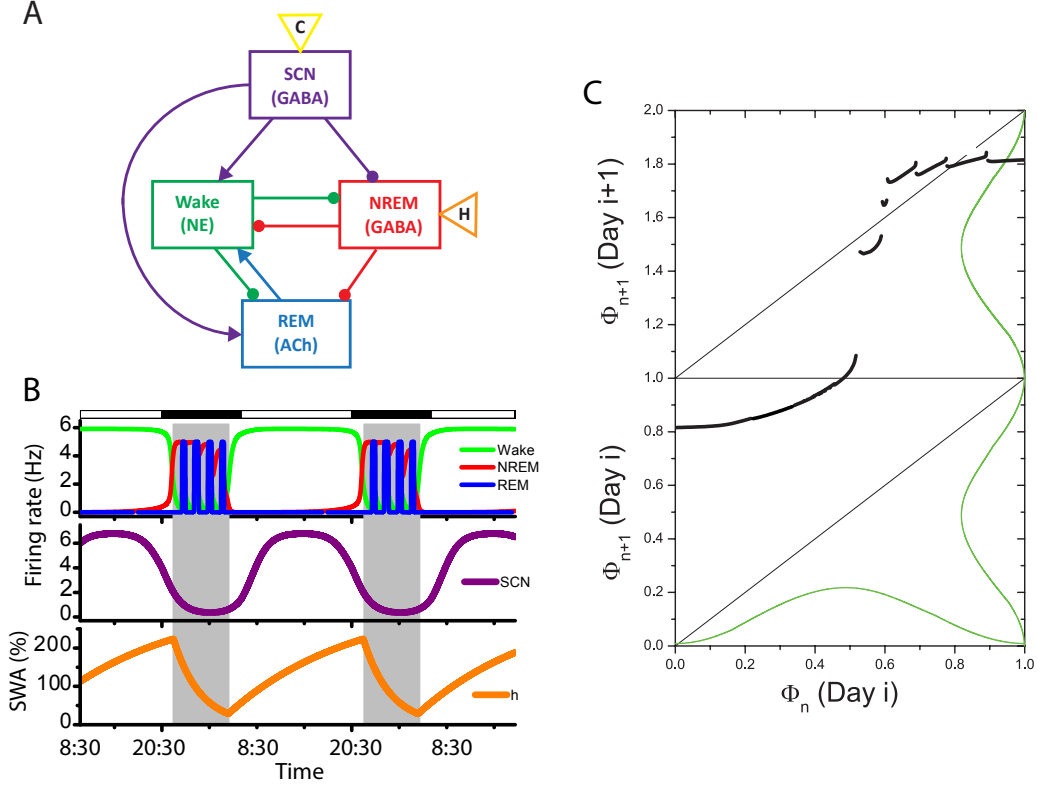 A
C
SCN
(GABA)
Wake
(NE)
NREM
(GABA)
H
REM
(ACh)
B
Firing rate (Hz)
6
4
2
0
Wake
NREM
REM
6
4
2
0
SCN
SWA (%)
200
100
0
h
8:30 20:30 8:30 20:30 8:30
Time
C
Φn+1 (Day i+1)
2.0
1.8
1.6
1.4
1.2
1.0
Φn+1 (Day i)
0.8
0.6
0.4
0.2
0.0
0.0 0.2 0.4 0.6 0.8 1.0
Φn (Day i)